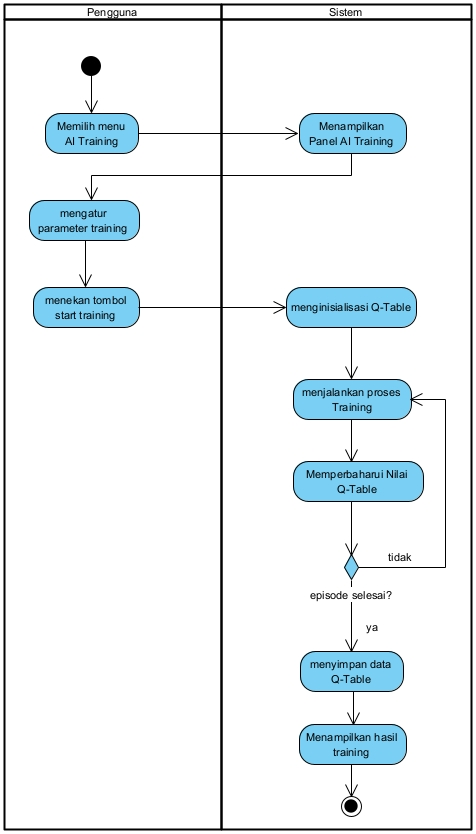 Pengguna
Sistem
Memilih menu
AI Training
Menampilkan
Panel AI Training
mengatur
parameter training
menekan tombol
start training
menginisialisasi Q-Table
menjalankan proses
Training
Memperbaharui Nilai
Q-Table
tidak
episode selesai?
ya
menyimpan data
Q-Table
Menampilkan hasil
training